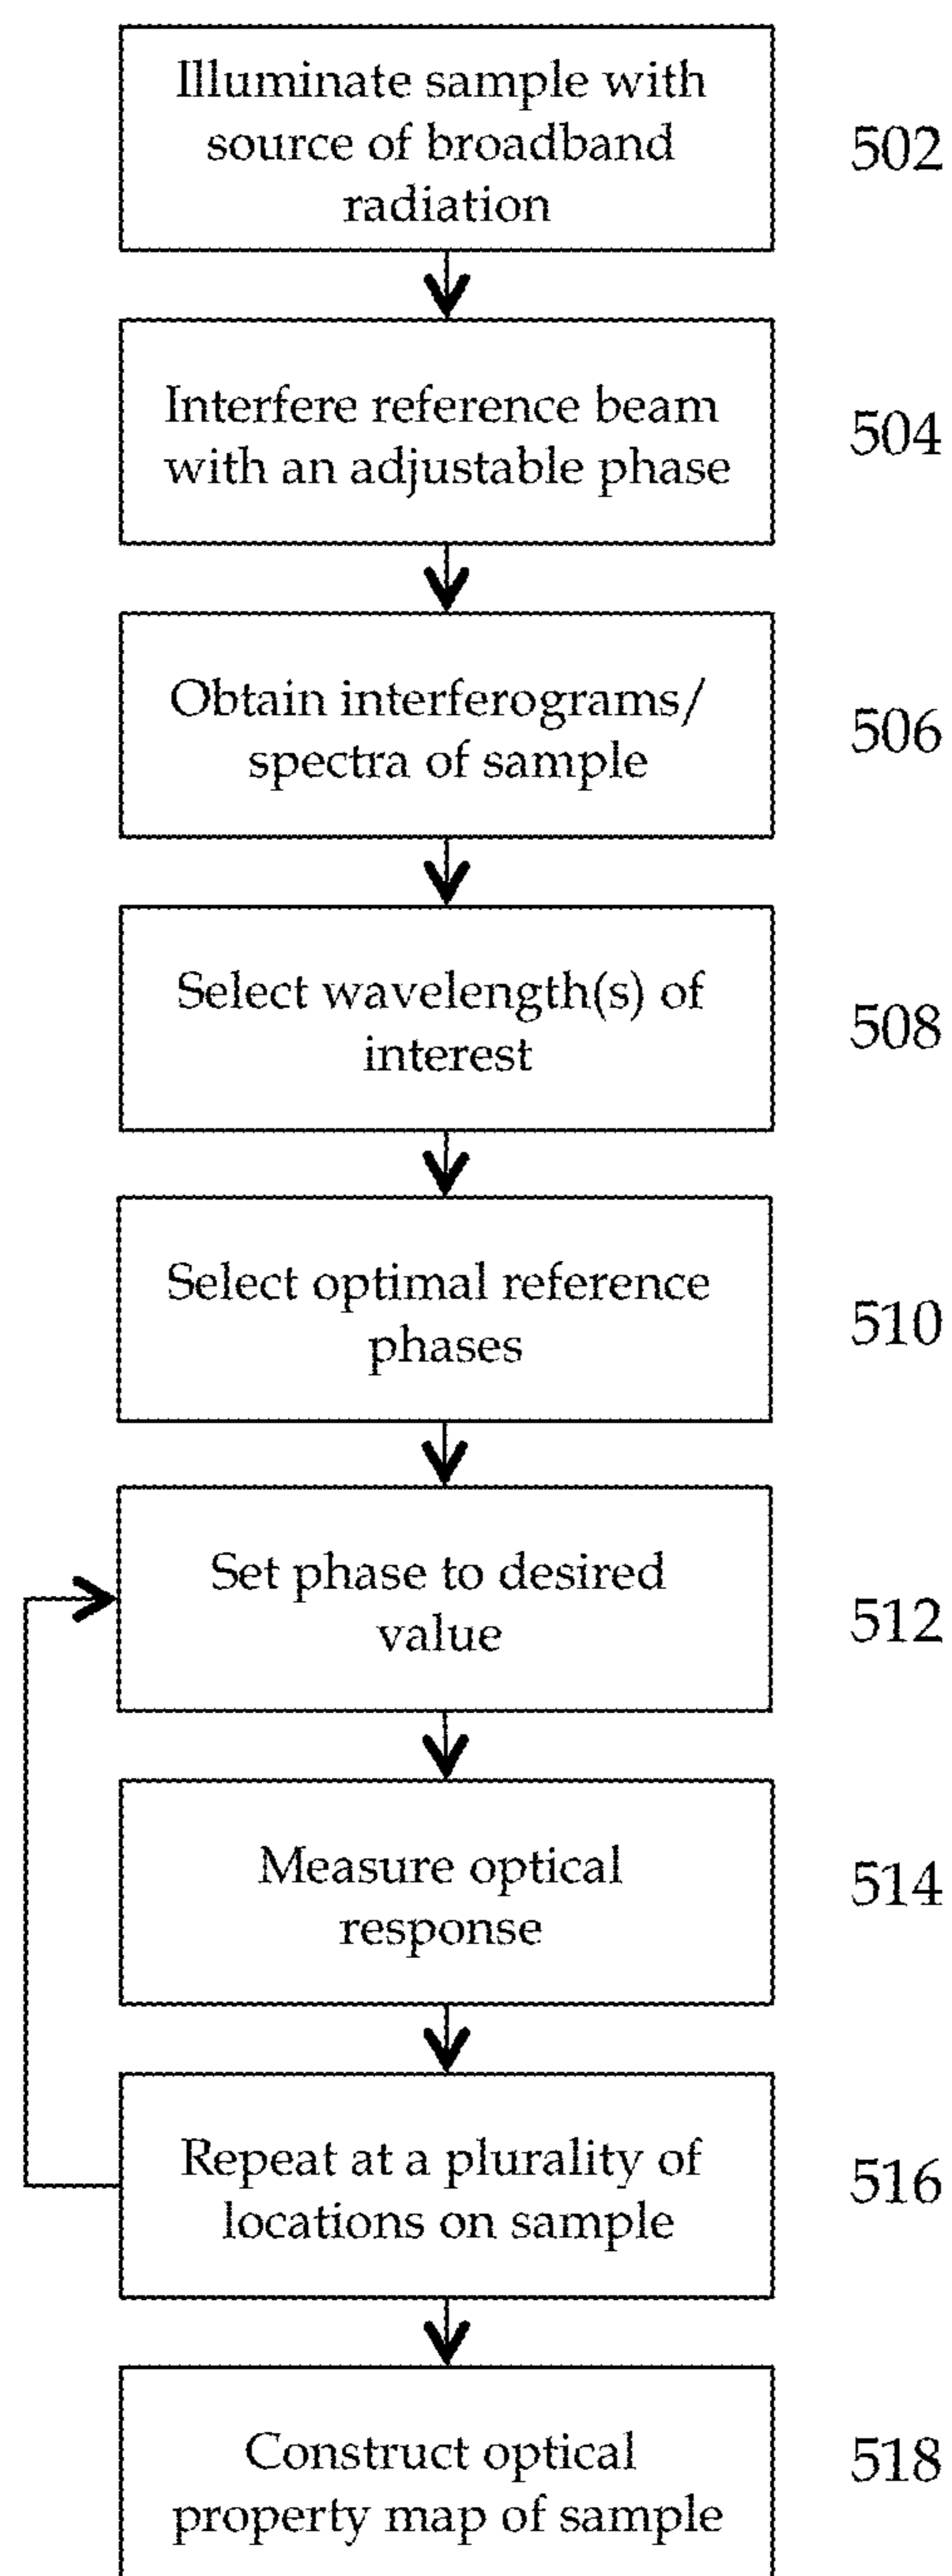 Illuminate sample with
source of broadband
radiation
502
Interfere reference beam
with an adjustable phase
504
Obtain interferograms/
spectra of sample
506
Select wavelength(s) of
interest
508
Select optimal reference
phases
510
Set phase to desired
value
512
Measure optical
response
514
Repeat at a plurality of
locations on sample
516
Construct optical
property map of sample
518